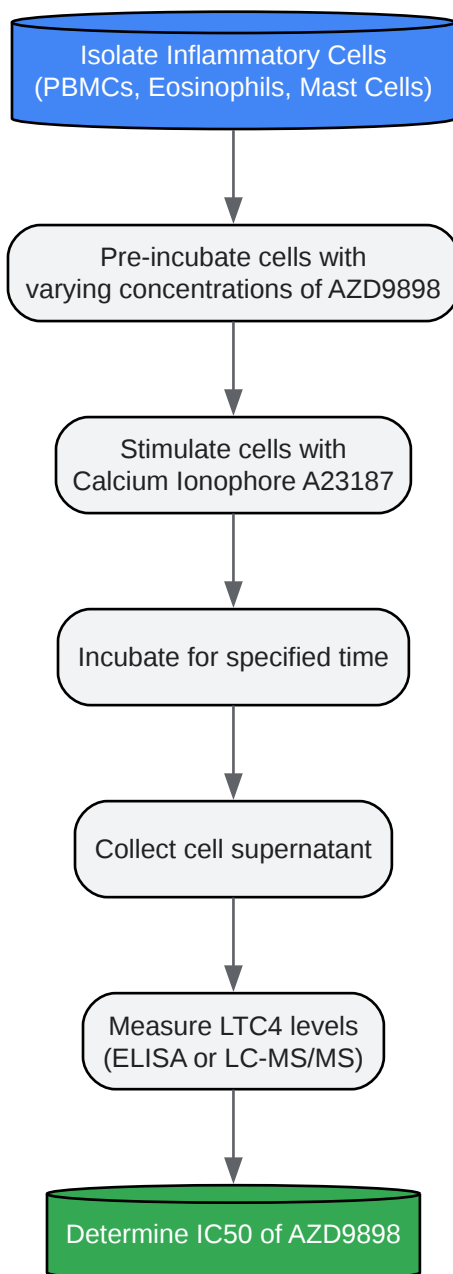 Isolate Inflammatory Cells
(PBMCs, Eosinophils, Mast Cells)
Pre-incubate cells with
varying concentrations of AZD9898
Stimulate cells with
Calcium Ionophore A23187
Incubate for specified time
Collect cell supernatant
Measure LTC4 levels
(ELISA or LC-MS/MS)
Determine IC50 of AZD9898